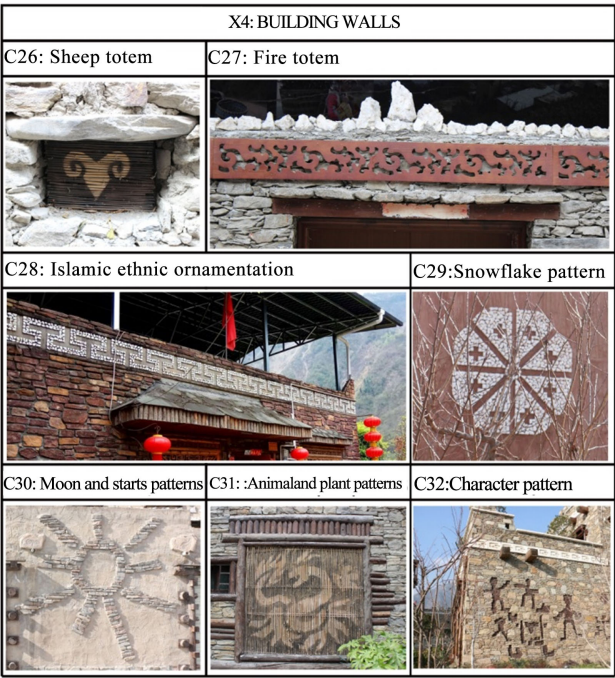 X4: BUILDING WALLS
C26: Sheep totem
C27: Fire totem
C28: Islamic ethnic ornamentation
C29:Snowflake pattern
C30: Moon and starts patterns
C31: :Animaland plant patterns
C32:Character pattern